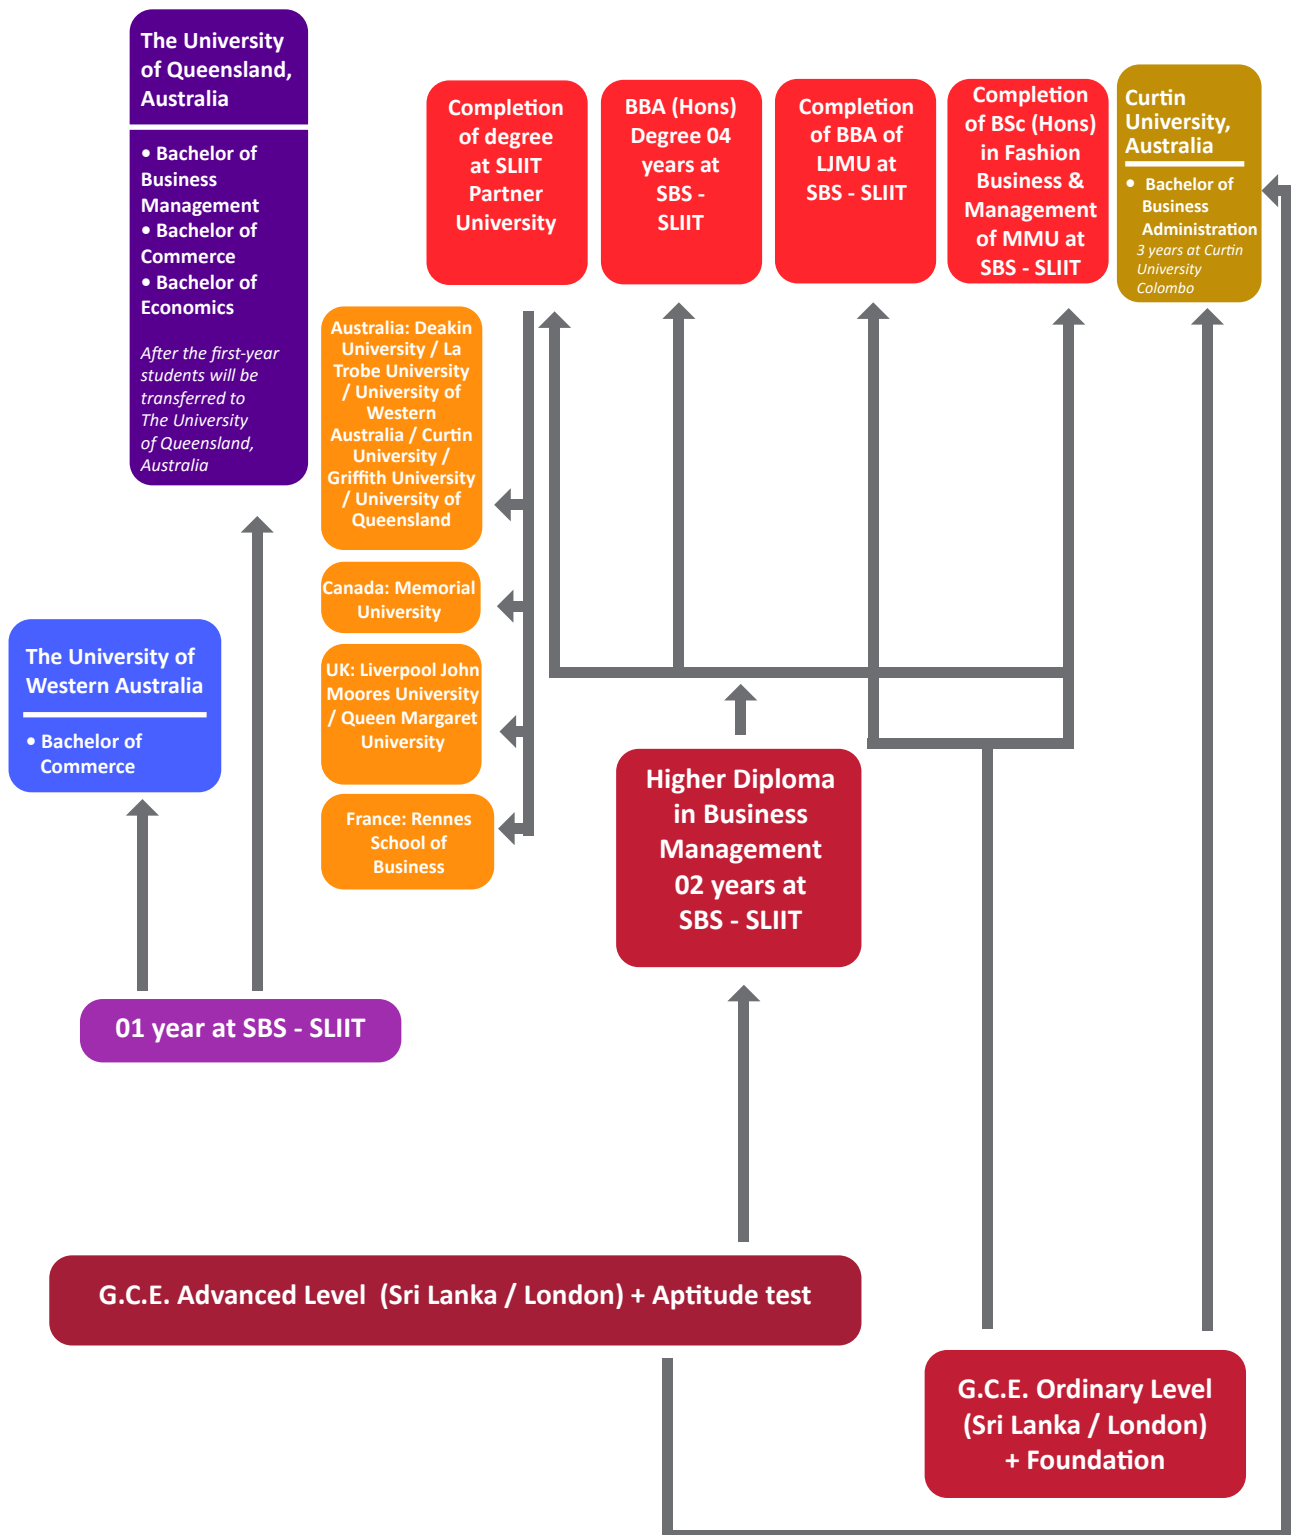 The University
of Queensland,
Australia
• Bachelor of
Business
Management
• Bachelor of
Commerce
• Bachelor of
Economics
After the first-year
students will be
transferred to
The University
of Queensland,
Australia
Completion
of degree
at SLIIT
Partner
University
BBA (Hons)
Degree 04
years at
SBS -
SLIIT
Completion
of BBA of
LJMU at
SBS - SLIIT
Completion
of BSc (Hons)
in Fashion
Business &
Management
of MMU at
SBS - SLIIT
Curtin
University,
Australia
• Bachelor of
Business
Administration
3 years at Curtin
University
Colombo
Australia: Deakin
University / La
Trobe University
/ University of
Western
Australia / Curtin
University /
Griffith University
/ University of
Queensland
Canada: Memorial
University
UK: Liverpool John
Moores University
/ Queen Margaret
University
France: Rennes
School of
Business
The University of
Western Australia
• Bachelor of
Commerce
Higher Diploma
in Business
Management
02 years at
SBS - SLIIT
01 year at SBS - SLIIT
G.C.E. Advanced Level (Sri Lanka / London) + Aptitude test
G.C.E. Ordinary Level
(Sri Lanka / London)
+ Foundation